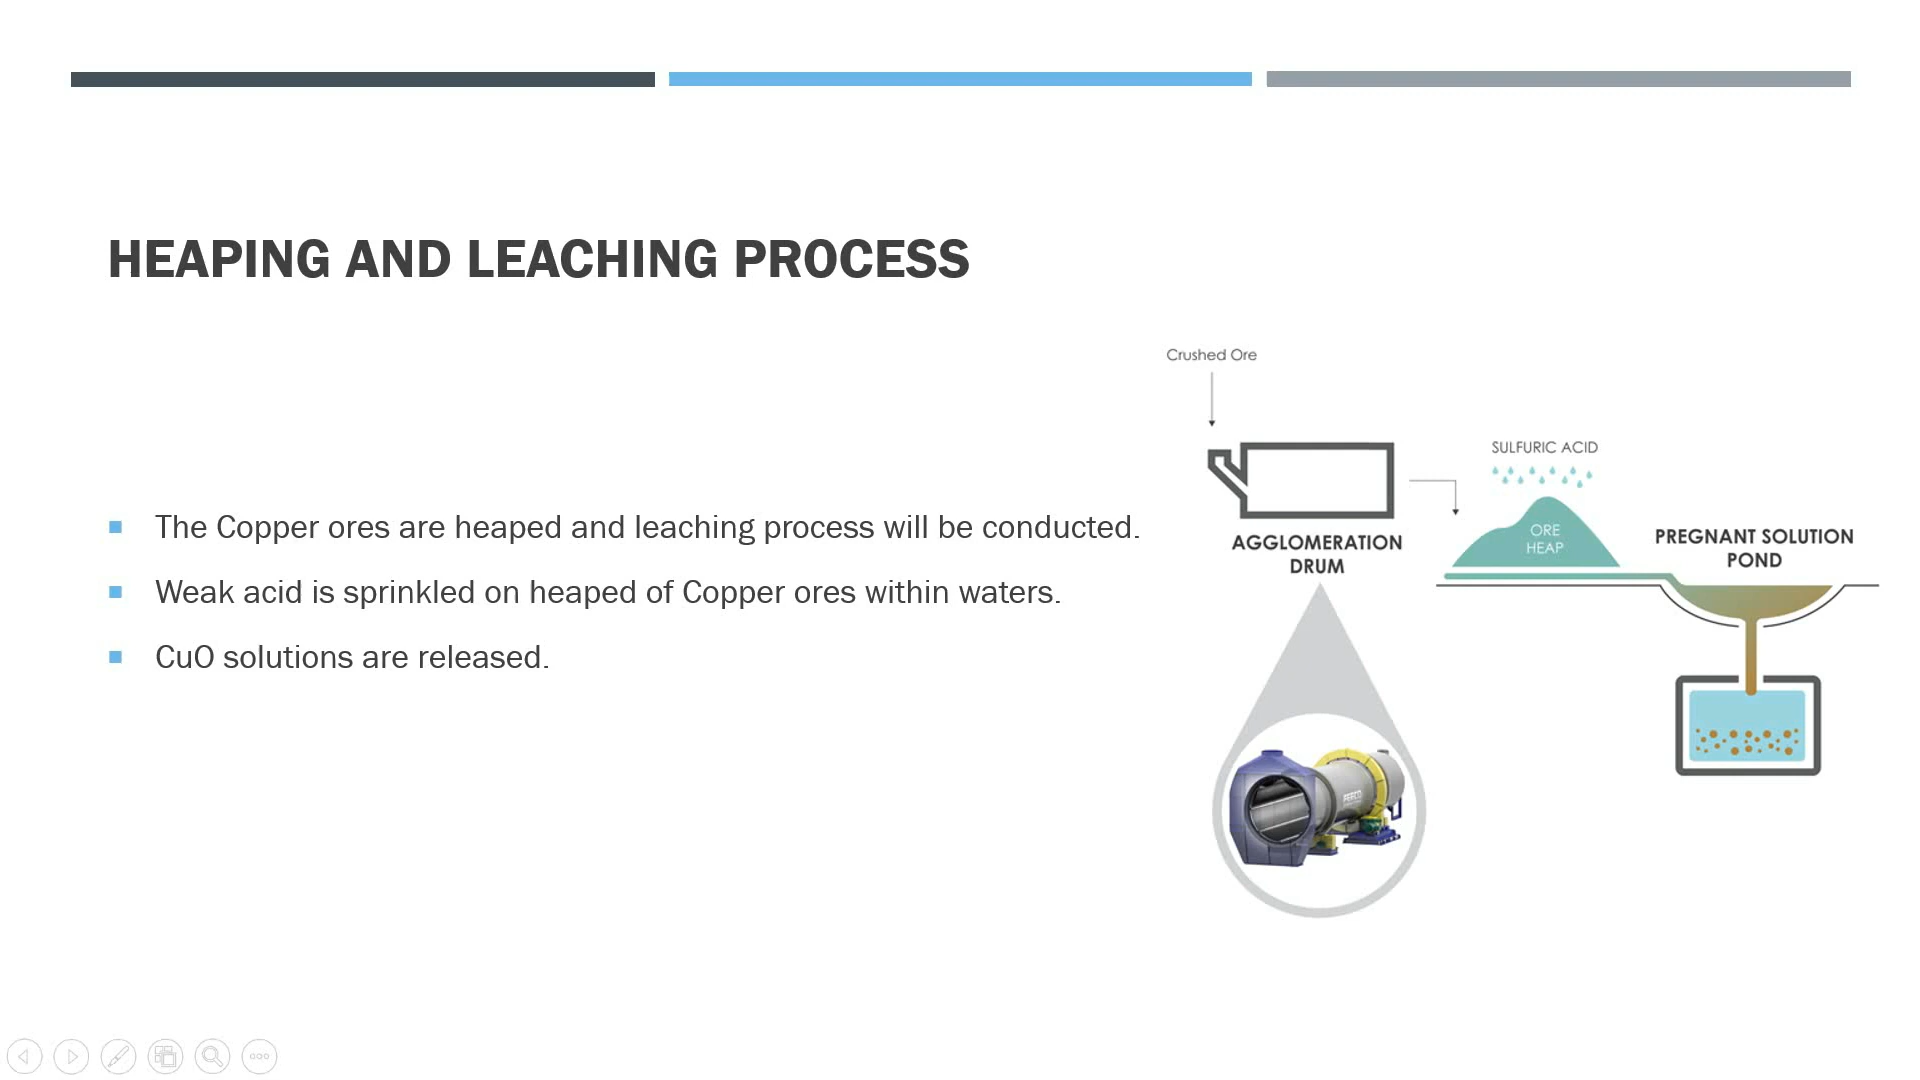 HEAPING AND LEACHING PROCESS
The Copper ores are heaped and leaching process will be conducted.
Weak acid is sprinkled on heaped of Copper ores within waters.
CuO solutions are released.
Crushed Ore
AGGLOMERATION
DRUM
SULFURIC ACID
ORE
HEAP
PREGNANT SOLUTION
POND
FEECO